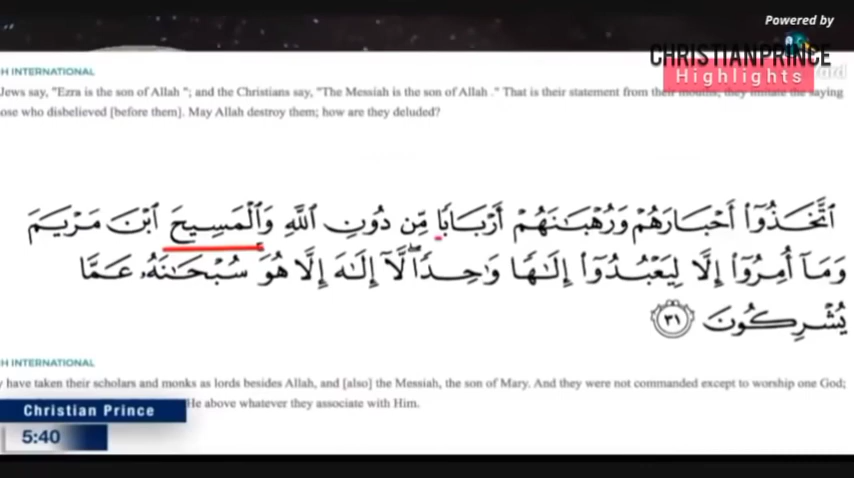 Powered by
CHRISTIANPRINCE
Highlights
H INTERNATIONAL
Jews say, "Ezra is the son of Allah "; and the Christians say, "The Messiah is the son of Allah ." That is their statement from their mouths; they imitate the saying
ose who disbelieved [before them]. May Allah destroy them; how are they deluded?
ٱتَّخَذُوٓا۟ أَحْبَارَهُمْ وَرُهْبَـٰنَهُمْ أَرْبَابًا مِّن دُونِ ٱللَّهِ وَٱلْمَسِيحَ ٱبْنَ مَرْيَمَ
وَمَآ أُمِرُوٓا۟ إِلَّا لِيَعْبُدُوٓا۟ إِلَـٰهًا وَٰحِدًا ۖ لَّآ إِلَـٰهَ إِلَّا هُوَ ۚ سُبْحَـٰنَهُۥ عَمَّا
يُشْرِكُونَ ٣١
H INTERNATIONAL
y have taken their scholars and monks as lords besides Allah, and [also] the Messiah, the son of Mary. And they were not commanded except to worship one God;
He above whatever they associate with Him.
Christian Prince
5:40